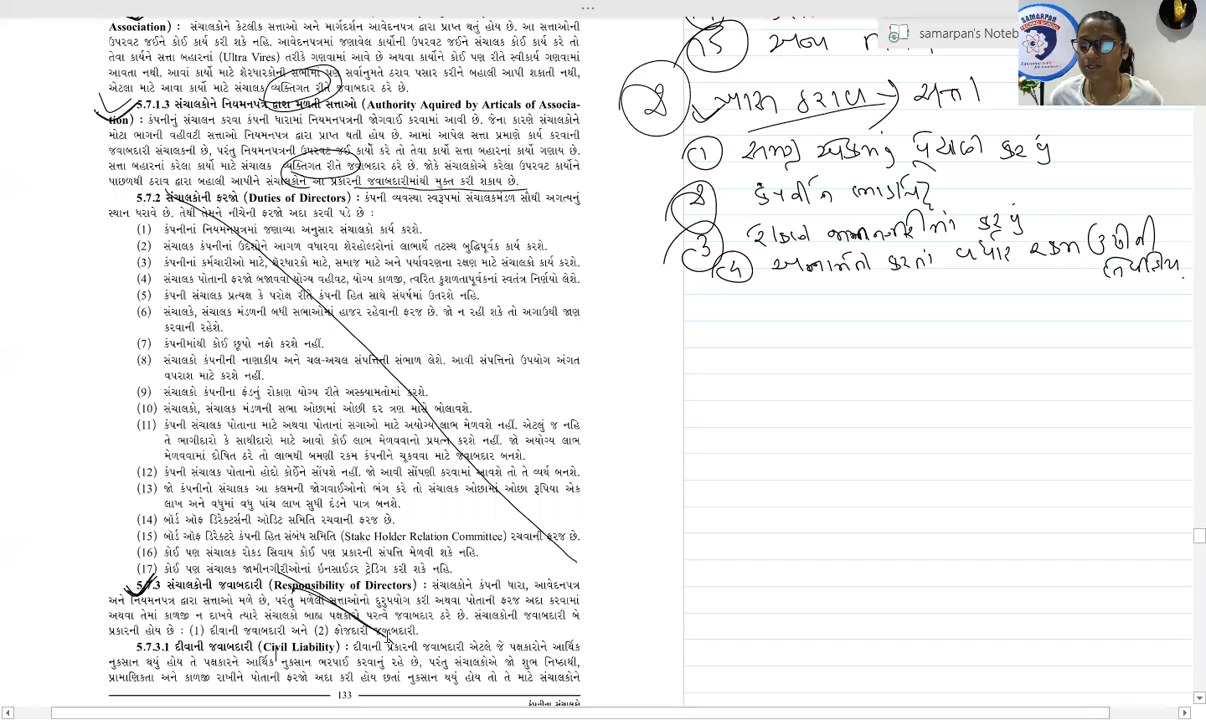 Association) : સંચાલકોને કેટલીક સત્તાઓ અને માર્ગદર્શન આવેદનપત્ર દ્વારા પ્રાપ્ત થતું હોય છે. આ સત્તાઓની
ઉપરવટ જઈને કોઈ કાર્ય કરી શકે નહિ. આવેદનપત્રમાં જણાવેલ કાર્યોની ઉપરવટ જઈને સંચાલક કોઈ કાર્ય કરે તો
તેવા કાર્યને સત્તા બહારનાં (Ultra Vires) તરીકે ગણવામાં આવે છે અથવા કાર્યોને કોઈ પણ રીતે સ્વીકાર્ય ગણવામાં
આવતા નથી. આવાં કાર્યો માટે શેરધારકોની સભામાં પણ સર્વાનુમતે ઠરાવ પસાર કરીને બહાલી આપી શકાતી નથી,
એટલા માટે આવા કાર્યો માટે સંચાલક વ્યક્તિગત રીતે જવાબદાર ઠરે છે.
5.7.1.3 સંચાલકોને નિયમનપત્ર દ્વારા મળતી સત્તાઓ (Authority Aquired by Articals of Associa-
tion) : કંપનીનું સંચાલન કરવા કંપની ધારામાં નિયમનપત્રની જોગવાઈ કરવામાં આવી છે. જેના કારણે સંચાલકોને
મોટા ભાગની વહીવટી સત્તાઓ નિયમનપત્ર દ્વારા પ્રાપ્ત થતી હોય છે. આમાં આપેલ સત્તા પ્રમાણે કાર્ય કરવાની
જવાબદારી સંચાલકની છે, પરંતુ નિયમનપત્રની ઉપરવટ જઈ કાર્યો કરે તો તેવા કાર્યો સત્તા બહારનાં કાર્યો ગણાય છે.
સત્તા બહારનાં કરેલા કાર્યો માટે સંચાલક વ્યક્તિગત રીતે જવાબદાર ઠરે છે. જોકે સંચાલકોએ કરેલા ઉપરવટ કાર્યોને
પાછળથી ઠરાવ દ્વારા બહાલી આપીને સંચાલકોને આ પ્રકારની જવાબદારીમાંથી મુક્ત કરી શકાય છે.
5.7.2 સંચાલકોની ફરજો (Duties of Directors) : કંપની વ્યવસ્થા સ્વરૂપમાં સંચાલકમંડળ સૌથી અગત્યનું
સ્થાન ધરાવે છે. તેથી તેમને નીચેની ફરજો અદા કરવી પડે છે :
(1) કંપનીનાં નિયમનપત્રમાં જણાવ્યા અનુસાર સંચાલકો કાર્ય કરશે.
(2) સંચાલક કંપનીનાં ઉદ્દેશોને આગળ વધારવા શેરહોલ્ડરોનાં લાભાર્થે તટસ્થ બુદ્ધિપૂર્વક કાર્ય કરશે.
(3) કંપનીનાં કર્મચારીઓ માટે, શેરધારકો માટે, સમાજ માટે અને પર્યાવરણના રક્ષણ માટે સંચાલકો કાર્ય કરશે.
(4) સંચાલક પોતાની ફરજો બજાવવા યોગ્ય વહીવટ, યોગ્ય કાળજી, ત્વરિત કુશળતાપૂર્વકનાં સ્વતંત્ર નિર્ણયો લેશે.
(5) કંપની સંચાલક પ્રત્યક્ષ કે પરોક્ષ રીતે કંપની હિત સાથે સંઘર્ષમાં ઉતરશે નહિ.
(6) સંચાલકે, સંચાલક મંડળની બધી સભાઓમાં હાજર રહેવાની ફરજ છે. જો ન રહી શકે તો અગાઉથી જાણ
કરવાની રહેશે.
(7) કંપનીમાંથી કોઈ છૂપો નફો કરશે નહીં.
(8) સંચાલકો કંપનીની નાણાકીય અને ચલ-અચલ સંપત્તિની સંભાળ લેશે. આવી સંપત્તિનો ઉપયોગ અંગત
વપરાશ માટે કરશે નહીં.
(9) સંચાલકો કંપનીના ફંડનું રોકાણ યોગ્ય રીતે અસ્ક્યામતોમાં કરશે.
(10) સંચાલકો, સંચાલક મંડળની સભા ઓછામાં ઓછી દર ત્રણ માસે બોલાવશે.
(11) કંપની સંચાલક પોતાના માટે અથવા પોતાનાં સગાઓ માટે અયોગ્ય લાભ મેળવશે નહીં. એટલું જ નહિ
તે ભાગીદારો કે સાથીદારો માટે આવો કોઈ લાભ મેળવવાનો પ્રયત્ન કરશે નહીં. જો અયોગ્ય લાભ
મેળવવામાં દોષિત ઠરે તો લાભથી બમણી રકમ કંપનીને ચૂકવવા માટે જવાબદાર બનશે.
(12) કંપની સંચાલક પોતાનો હોદ્દો કોઈને સોંપશે નહીં. જો આવી સોંપણી કરવામાં આવશે તો તે વ્યર્થ બનશે.
(13) જો કંપનીનો સંચાલક આ કલમની જોગવાઈઓનો ભંગ કરે તો સંચાલક ઓછામાં ઓછા રૂપિયા એક
લાખ અને વધુમાં વધુ પાંચ લાખ સુધી દંડને પાત્ર બનશે.
(14) બૉર્ડ ઑફ ડિરેક્ટર્સની ઑડિટ સમિતિ રચવાની ફરજ છે.
(15) બૉર્ડ ઑફ ડિરેક્ટરે કંપની હિત સંબંધ સમિતિ (Stake Holder Relation Committee) રચવાની ફરજ છે.
(16) કોઈ પણ સંચાલક રોકડ સિવાય કોઈ પણ પ્રકારની સંપત્તિ મેળવી શકે નહિ.
(17) કોઈ પણ સંચાલક જામીનગીરીઓનાં ઇનસાઈડર ટ્રેડિંગ કરી શકે નહિ.
5.7.3 સંચાલકોની જવાબદારી (Responsibility of Directors) : સંચાલકોને કંપની ધારા, આવેદનપત્ર
અને નિયમનપત્ર દ્વારા સત્તાઓ મળે છે, પરંતુ મળેલી સત્તાઓનો દુરુપયોગ કરી અથવા પોતાની ફરજ અદા કરવામાં
અથવા તેમાં કાળજી ન દાખવે ત્યારે સંચાલકો બાહ્ય પક્ષકારો પરત્વે જવાબદાર ઠરે છે. સંચાલકોની જવાબદારી બે
પ્રકારની હોય છે : (1) દીવાની જવાબદારી અને (2) ફોજદારી જવાબદારી.
5.7.3.1 દીવાની જવાબદારી (Civil Liability) : દીવાની પ્રકારની જવાબદારી એટલે જે પક્ષકારોને આર્થિક
નુકસાન થયું હોય તે પક્ષકારને આર્થિક નુકસાન ભરપાઈ કરવાનું રહે છે, પરંતુ સંચાલકોએ જો શુભ નિષ્ઠાથી,
પ્રામાણિકતા અને કાળજી રાખીને પોતાની ફરજો અદા કરી હોય છતાં નુકસાન થયું હોય તો તે માટે સંચાલકોને
133
કંપનીના સંચાલકો
SAMARPAN
samarpan's Noteb
૧૬ અન્ય
૨ ખાસ ઠરાવ → સત્તા
૧ સમગ્ર એકમનું વેચાણ કરવું
૨
૩ રોકાણ જામીનગીરીમાં કરવું
૪ અનામતો કરતાં વધારે રકમ